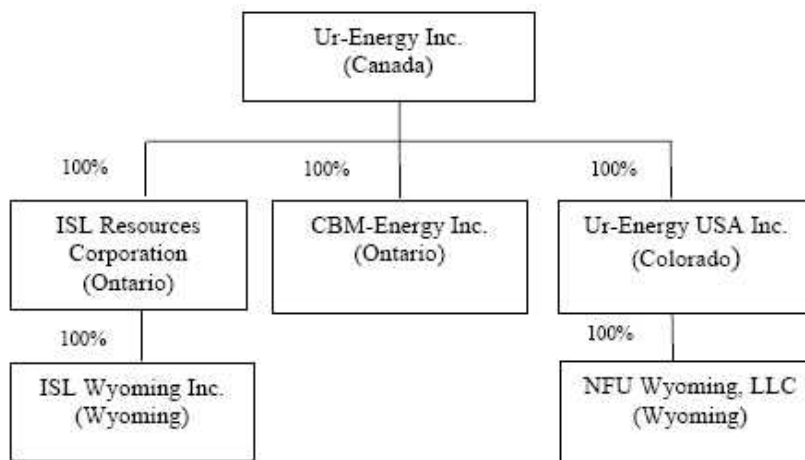 Ur-Energy Inc.
(Canada)
100%
100%
100%
ISL Resources
Corporation
(Ontario)
CBM-Energy Inc.
(Ontario)
Ur-Energy USA Inc.
(Colorado)
100%
100%
ISL Wyoming Inc.
(Wyoming)
NFU Wyoming, LLC
(Wyoming)